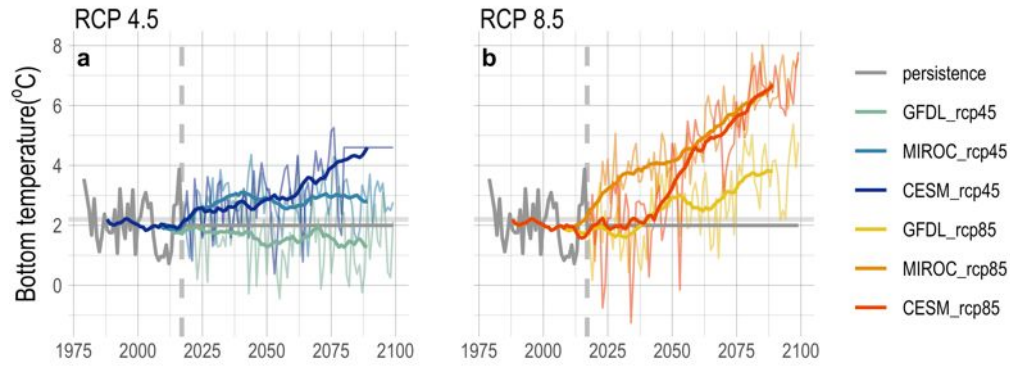 RCP 4.5
RCP 8.5
a
b
Bottom temperature(°C)
8
6
4
2
0
1975 2000 2025 2050 2075 2100
1975 2000 2025 2050 2075 2100
persistence
GFDL_rcp45
MIROC_rcp45
CESM_rcp45
GFDL_rcp85
MIROC_rcp85
CESM_rcp85